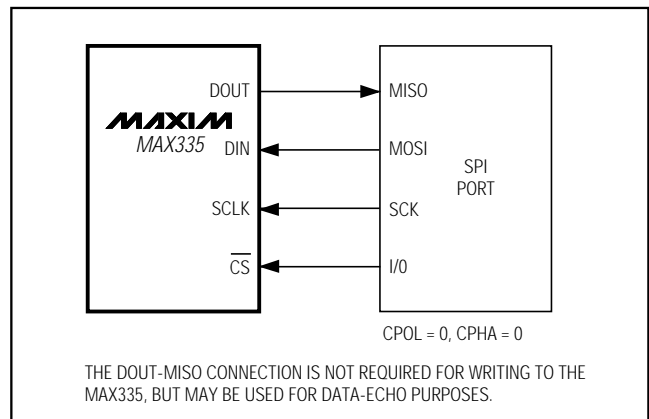 DOUT
MISO
MAXIM
MAX335
DIN
MOSI
SPI
PORT
SCLK
SCK
CS
I/0
CPOL = 0, CPHA = 0
THE DOUT-MISO CONNECTION IS NOT REQUIRED FOR WRITING TO THE
MAX335, BUT MAY BE USED FOR DATA-ECHO PURPOSES.